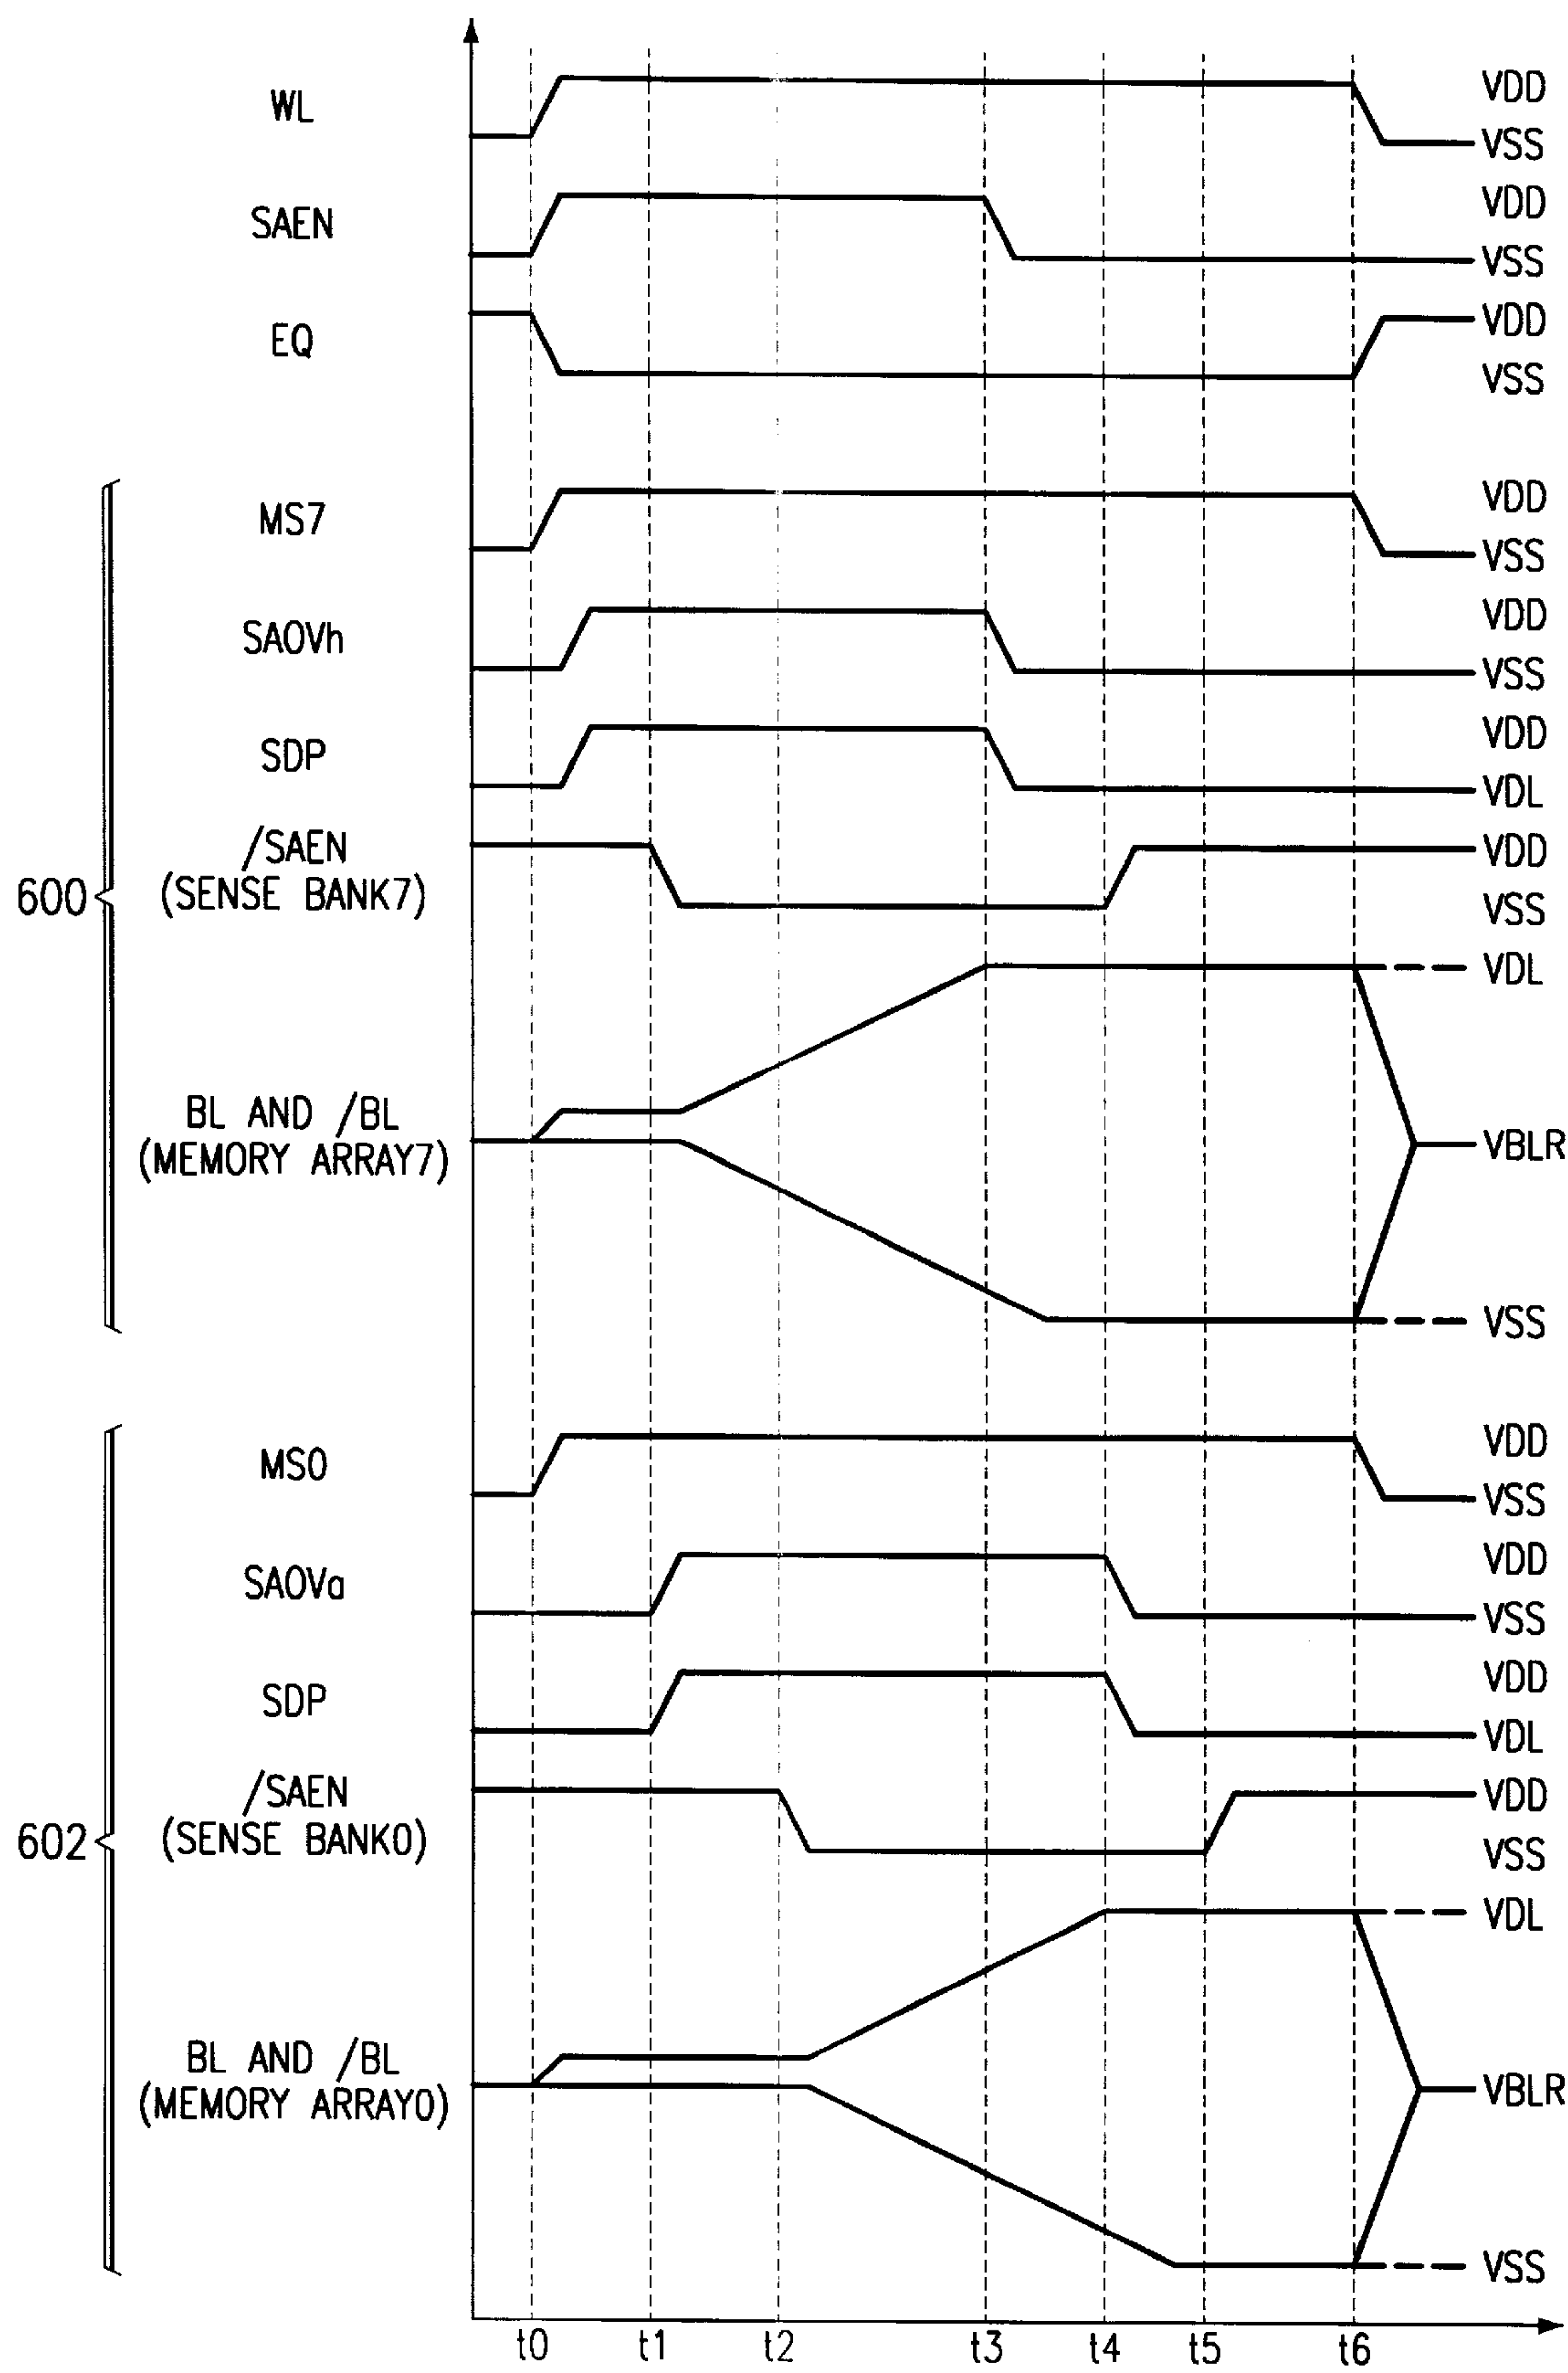 WL
VDD
VSS
SAEN
VDD
VSS
EQ
VDD
VSS
600
MS7
VDD
VSS
SAOVh
VDD
VSS
SDP
VDD
VDL
/SAEN
(SENSE BANK7)
VDD
VSS
BL AND /BL
(MEMORY ARRAY7)
VDL
VBLR
VSS
602
MS0
VDD
VSS
SAOVa
VDD
VSS
SDP
VDD
VDL
/SAEN
(SENSE BANK0)
VDD
VSS
BL AND /BL
(MEMORY ARRAY0)
VDL
VBLR
VSS
t0 t1 t2 t3 t4 t5 t6